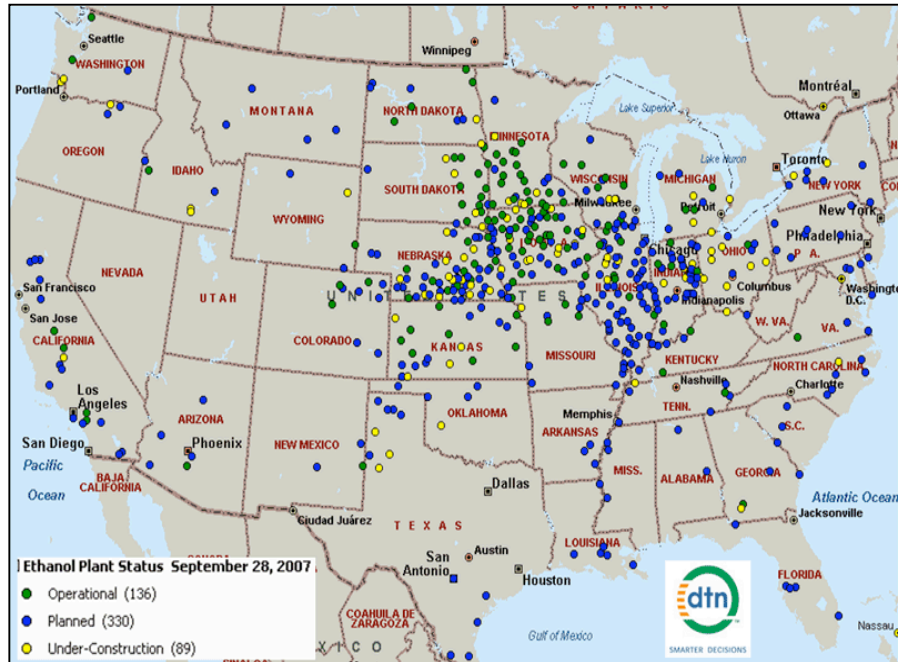 ONTARIO
Seattle
WASHINGTON
Portland
OREGON
IDAHO
MONTANA
WYOMING
NEVADA
UTAH
San Francisco
San Jose
CALIFORNIA
Los
Angeles
San Diego
Pacific
Ocean
BAJA
CALIFORNIA
ARIZONA
Phoenix
COLORADO
NEW MEXICO
Winnipeg
NORTH DAKOTA
SOUTH DAKOTA
NEBRASKA
KANSAS
OKLAHOMA
TEXAS
Dallas
Austin
San
Antonio
Houston
Ciudad Juárez
COAHUILA DE
ZARAGOZA
MINNESOTA
WISCONSIN
Milwaukee
MICHIGAN
Detroit
Lake Superior
Lake Huron
Chicago
ILLINOIS
Indianapolis
OHIO
Columbus
MISSOURI
KENTUCKY
Nashville
TENN.
Memphis
ARKANSAS
MISS.
ALABAMA
GEORGIA
LOUISIANA
FLORIDA
Jacksonville
S.C.
NORTH CAROLINA
Charlotte
W. VA.
VA.
Washington
D.C.
P A.
Philadelphia
New York
NEW YORK
Toronto
Ottawa
Montréal
Atlantic Ocean
Gulf of Mexico
Nassau
Ethanol Plant Status September 28, 2007
Operational (136)
Planned (330)
Under-Construction (89)
dtn
SMARTER DECISIONS